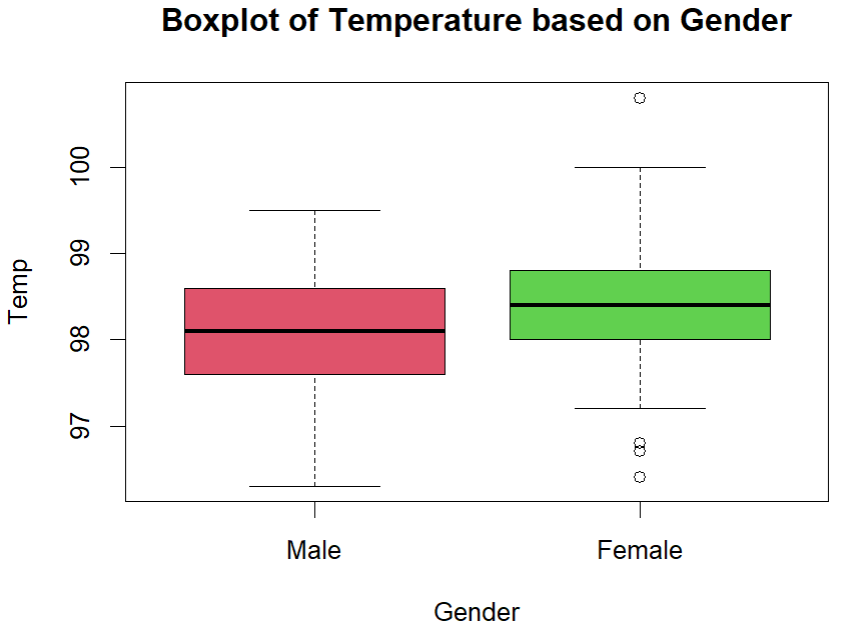 Boxplot of Temperature based on Gender
Temp
100
99
98
97
Male Female
Gender